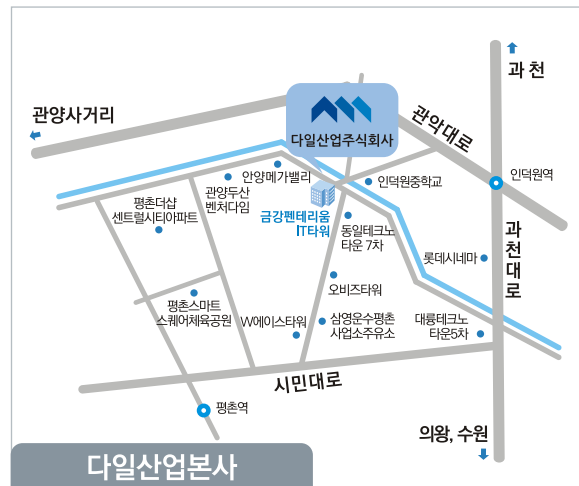 과 천
관양사거리
다일산업주식회사
관악대로
안양메가밸리
인덕원중학교
인덕원역
관양두산
벤처다임
평촌더샵
센트럴시티아파트
금강펜테리움
IT타워
동일테크노
타운 7차
과천대로
롯데시네마
오비즈타워
평촌스마트
스퀘어체육공원
W에이스타워
삼영운수평촌
사업소주유소
대륭테크노
타운5차
시민대로
평촌역
의왕, 수원
다일산업본사